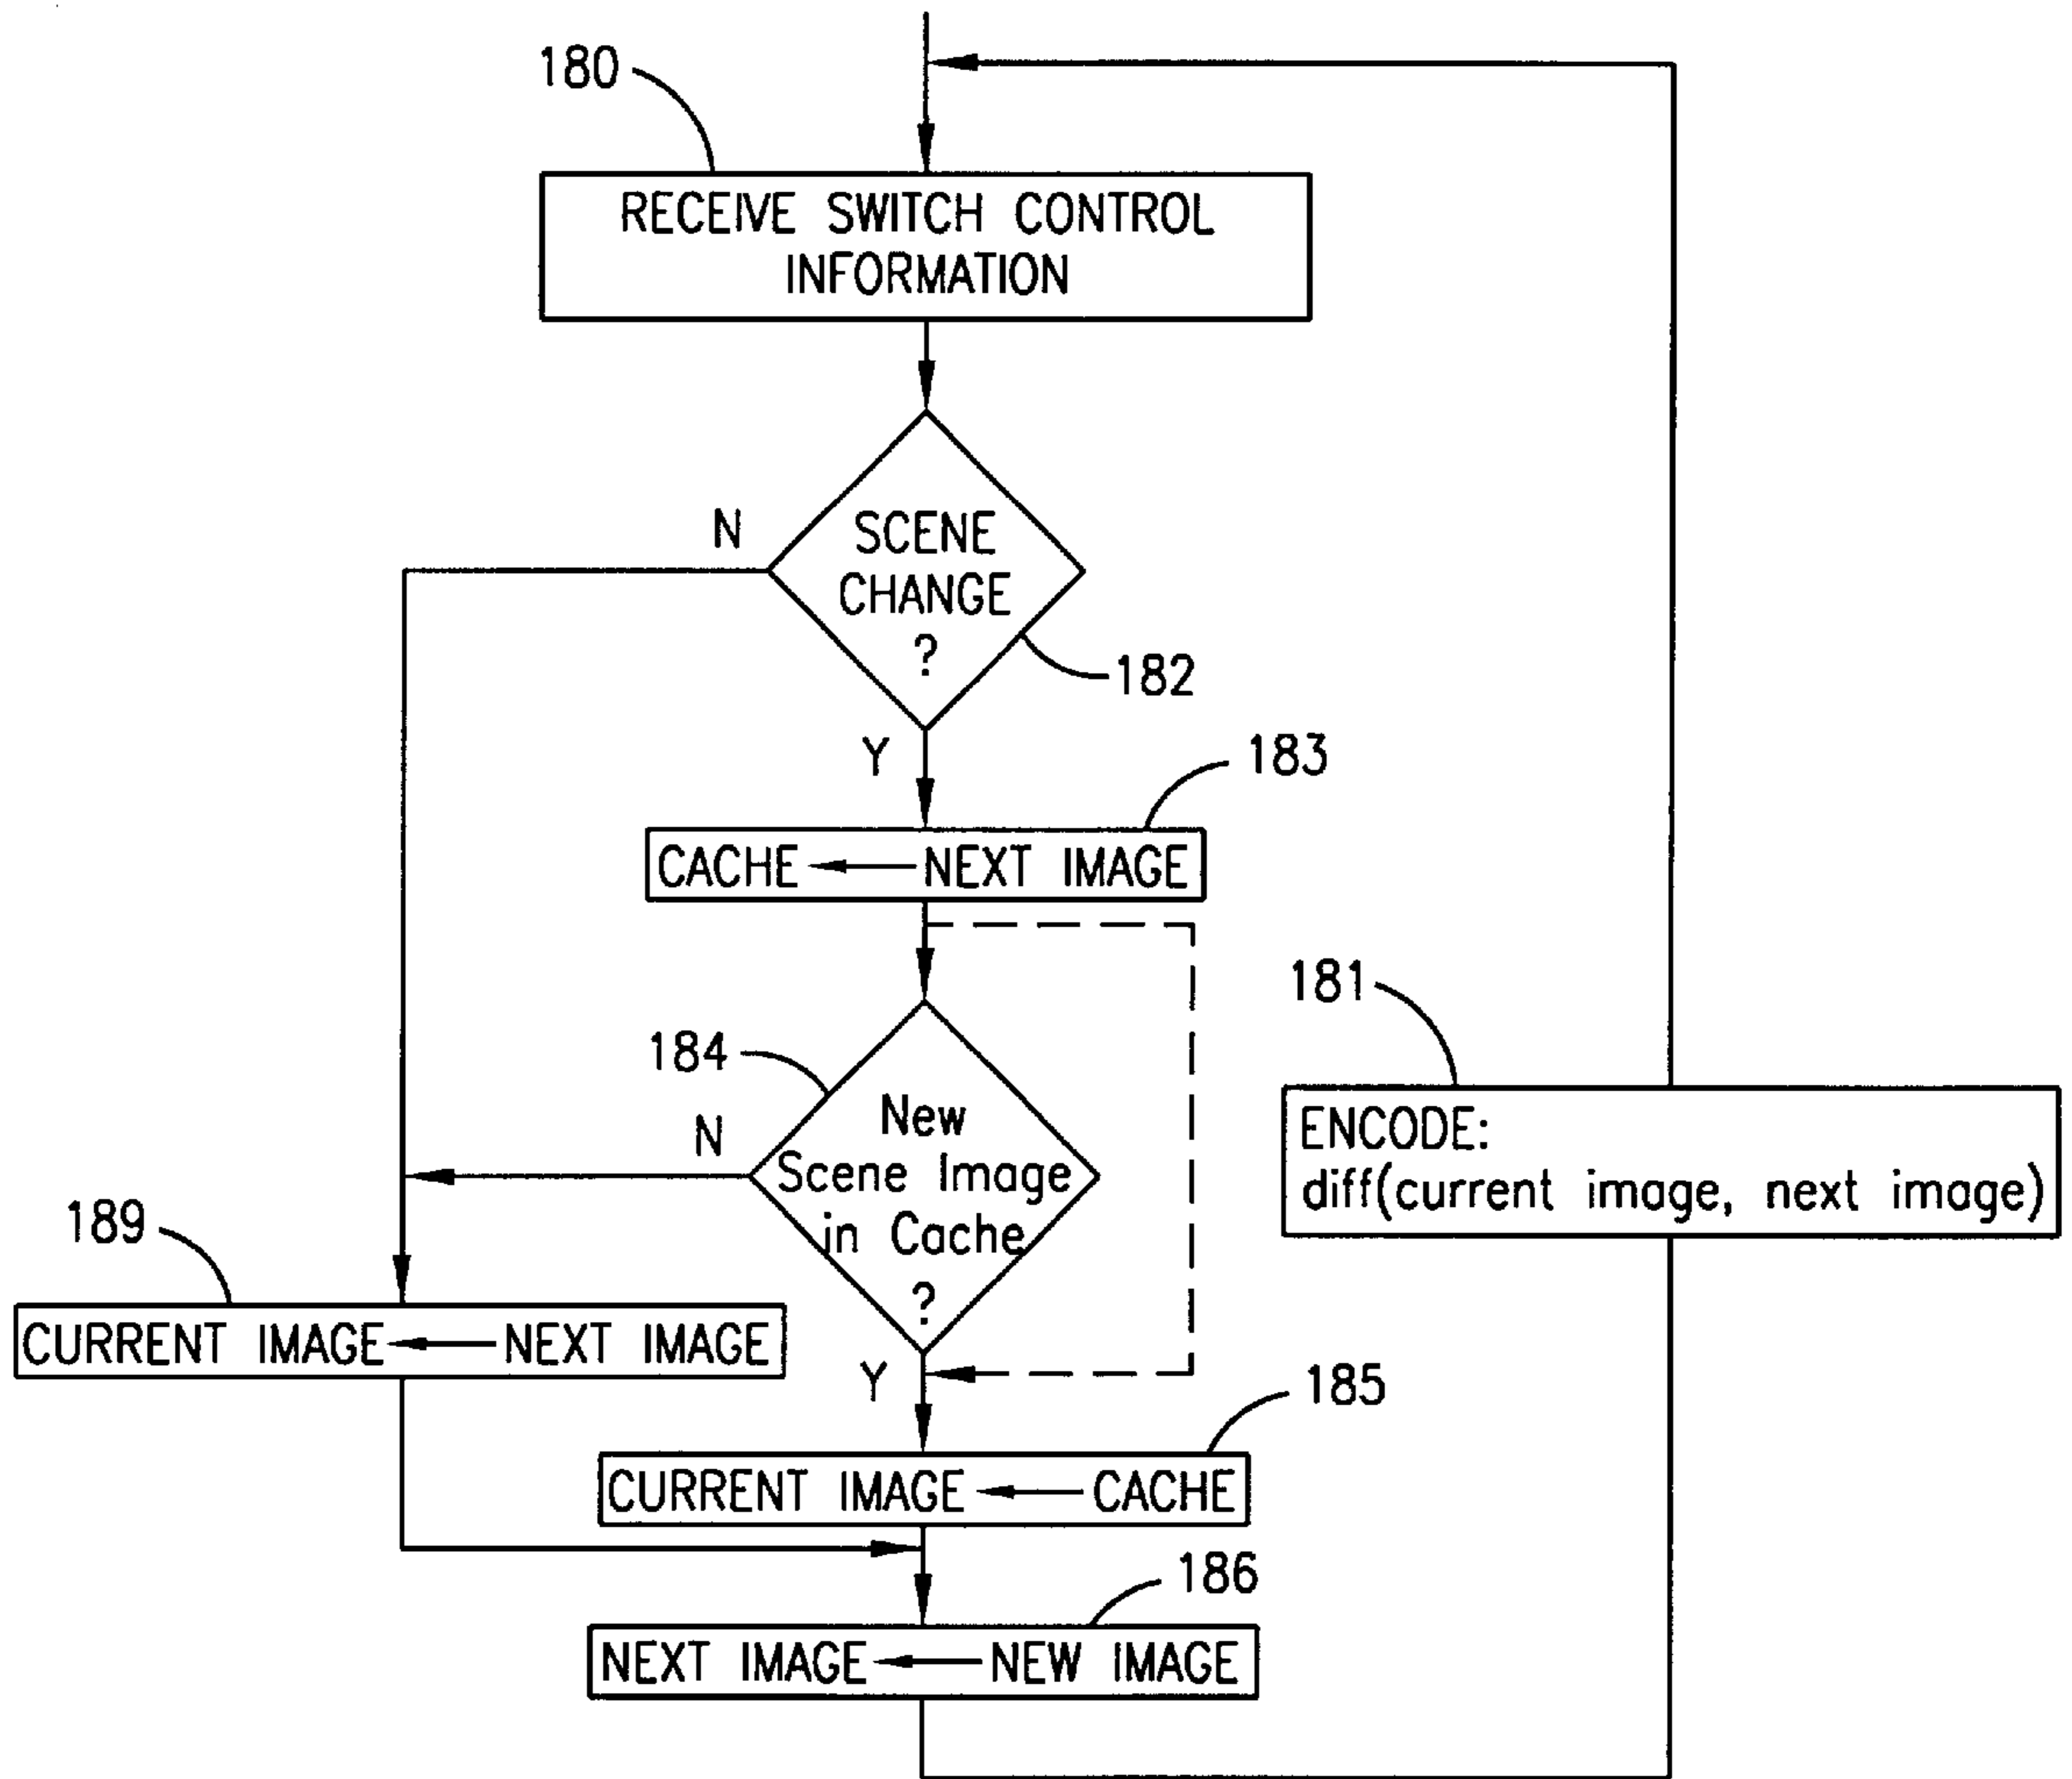 180
RECEIVE SWITCH CONTROL
INFORMATION
N
SCENE
CHANGE
?
182
Y
183
CACHE ← NEXT IMAGE
184
N
New
Scene Image
in Cache
?
181
ENCODE:
diff(current image, next image)
189
CURRENT IMAGE ← NEXT IMAGE
Y
185
CURRENT IMAGE ← CACHE
186
NEXT IMAGE ← NEW IMAGE